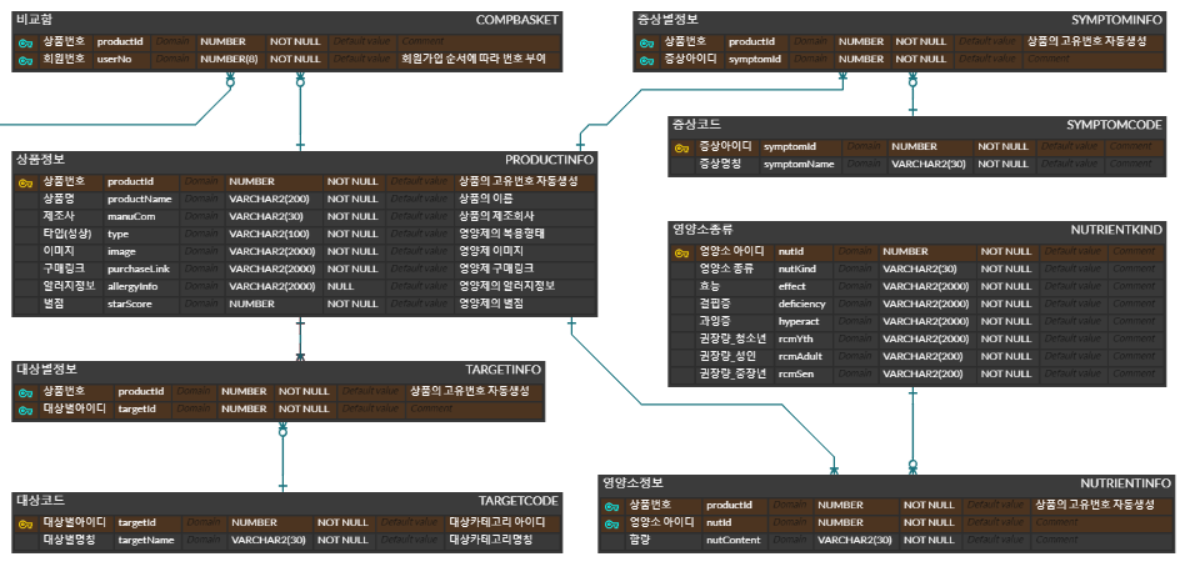 비교함 COMPBASKET
상품번호 productId Domain NUMBER NOT NULL Default value Comment
회원번호 userNo Domain NUMBER(8) NOT NULL Default value 회원가입 순서에 따라 번호 부여
증상별정보 SYMPTOMINFO
상품번호 productId Domain NUMBER NOT NULL Default value 상품의 고유번호 자동생성
증상아이디 symptomId Domain NUMBER NOT NULL Default value Comment
증상코드 SYMPTOMCODE
증상아이디 symptomId Domain NUMBER NOT NULL Default value Comment
증상명칭 symptomName Domain VARCHAR2(30) NOT NULL Default value Comment
상품정보 PRODUCTINFO
상품번호 productId Domain NUMBER NOT NULL Default value 상품의 고유번호 자동생성
상품명 productName Domain VARCHAR2(200) NOT NULL Default value 상품의 이름
제조사 manuCom Domain VARCHAR2(30) NOT NULL Default value 상품의 제조회사
타입(성상) type Domain VARCHAR2(100) NOT NULL Default value 영양제의 복용형태
이미지 image Domain VARCHAR2(2000) NOT NULL Default value 영양제 이미지
구매링크 purchaseLink Domain VARCHAR2(2000) NOT NULL Default value 영양제 구매링크
알러지정보 allergyInfo Domain VARCHAR2(2000) NULL Default value 영양제의 알러지정보
별점 starScore Domain NUMBER NOT NULL Default value 영양제의 별점
영양소종류 NUTRIENTKIND
영양소 아이디 nutId Domain NUMBER NOT NULL Default value Comment
영양소 종류 nutKind Domain VARCHAR2(30) NOT NULL Default value Comment
효능 effect Domain VARCHAR2(2000) NOT NULL Default value Comment
결핍증 deficiency Domain VARCHAR2(2000) NOT NULL Default value Comment
과잉증 hyperact Domain VARCHAR2(2000) NOT NULL Default value Comment
권장량_청소년 rcmYth Domain VARCHAR2(2000) NOT NULL Default value Comment
권장량_성인 rcmAdult Domain VARCHAR2(200) NOT NULL Default value Comment
권장량_중장년 rcmSen Domain VARCHAR2(200) NOT NULL Default value Comment
대상별정보 TARGETINFO
상품번호 productId Domain NUMBER NOT NULL Default value 상품의 고유번호 자동생성
대상별아이디 targetId Domain NUMBER NOT NULL Default value Comment
대상코드 TARGETCODE
대상별아이디 targetId Domain NUMBER NOT NULL Default value 대상카테고리 아이디
대상별명칭 targetName Domain VARCHAR2(30) NOT NULL Default value 대상카테고리명칭
영양소정보 NUTRIENTINFO
상품번호 productId Domain NUMBER NOT NULL Default value 상품의 고유번호 자동생성
영양소 아이디 nutId Domain NUMBER NOT NULL Default value Comment
함량 nutContent Domain VARCHAR2(30) NOT NULL Default value Comment